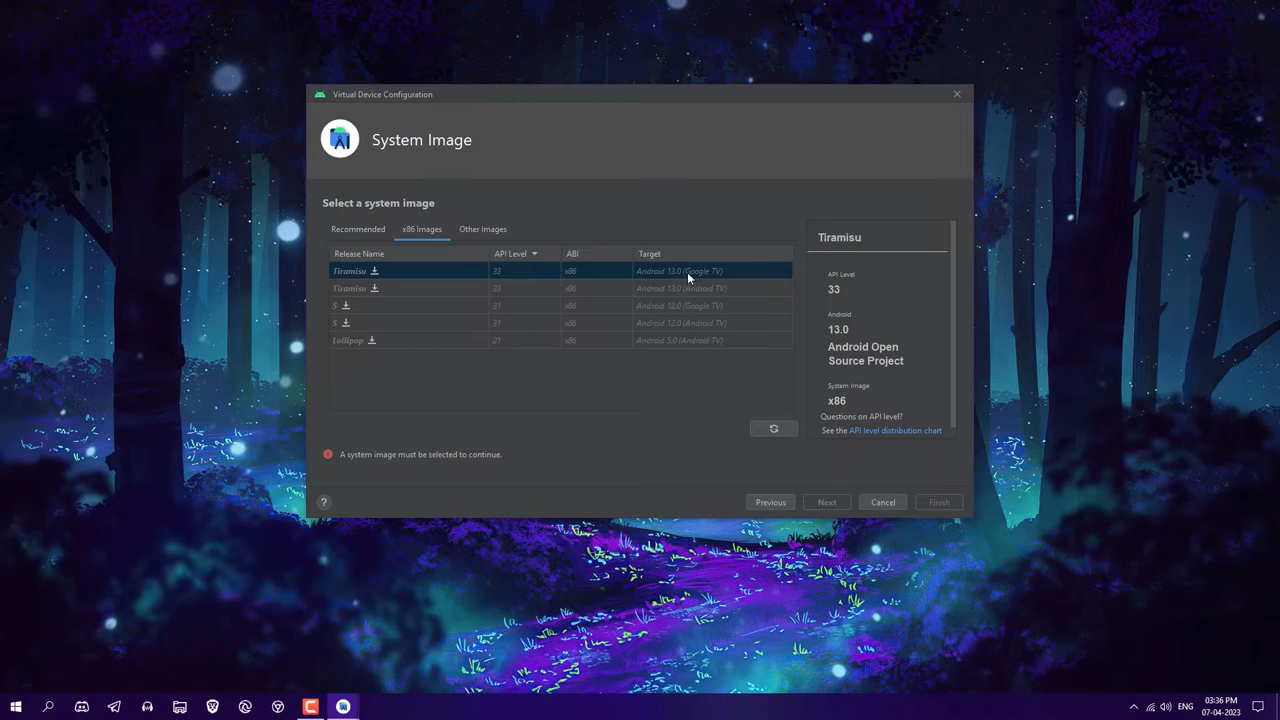 Virtual Device Configuration
System Image
Select a system image
Recommended x86 Images Other Images
Release Name API Level ABI Target
Tiramisu 33 x86 Android 13.0 (Google TV)
Tiramisu 33 x86 Android 13.0 (Android TV)
S 31 x86 Android 12.0 (Google TV)
S 31 x86 Android 12.0 (Android TV)
Lollipop 21 x86 Android 5.0 (Android TV)
Tiramisu
API Level
33
Android
13.0
Android Open
Source Project
System Image
x86
Questions on API level?
See the API level distribution chart
A system image must be selected to continue.
? Previous Next Cancel Finish
ENG
03:36 PM
07-04-2023